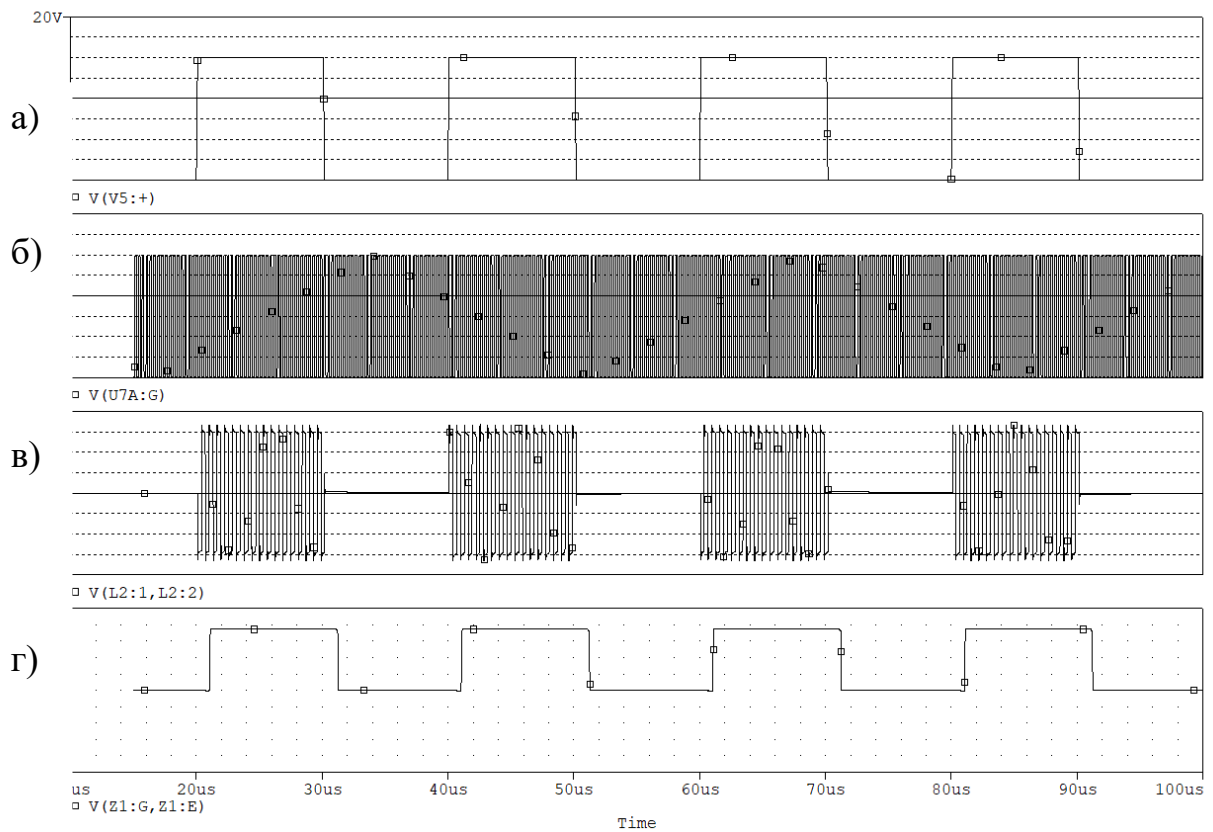 20V
а)
V(V5:+)
б)
V(U7A:G)
в)
V(L2:1,L2:2)
г)
us 20us 30us 40us 50us 60us 70us 80us 90us 100us
V(Z1:G,Z1:E)
Time